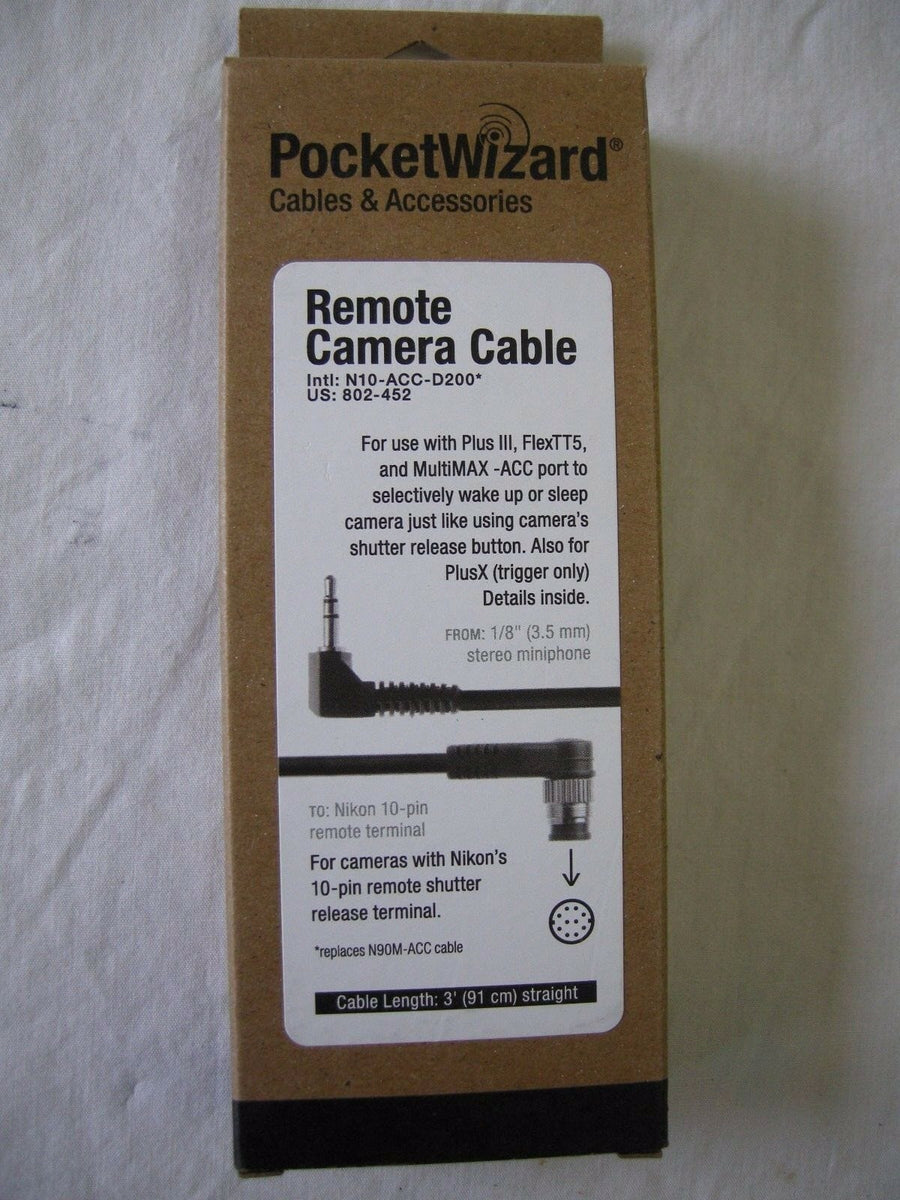 PocketWizard®
Cables & Accessories
Remote
Camera Cable
Intl: N10-ACC-D200*
US: 802-452
For use with Plus III, FlexTT5,
and MultiMAX -ACC port to
selectively wake up or sleep
camera just like using camera's
shutter release button. Also for
PlusX (trigger only)
Details inside.
FROM: 1/8" (3.5 mm)
stereo miniphone
TO: Nikon 10-pin
remote terminal
For cameras with Nikon's
10-pin remote shutter
release terminal.
*replaces N90M-ACC cable
Cable Length: 3' (91 cm) straight